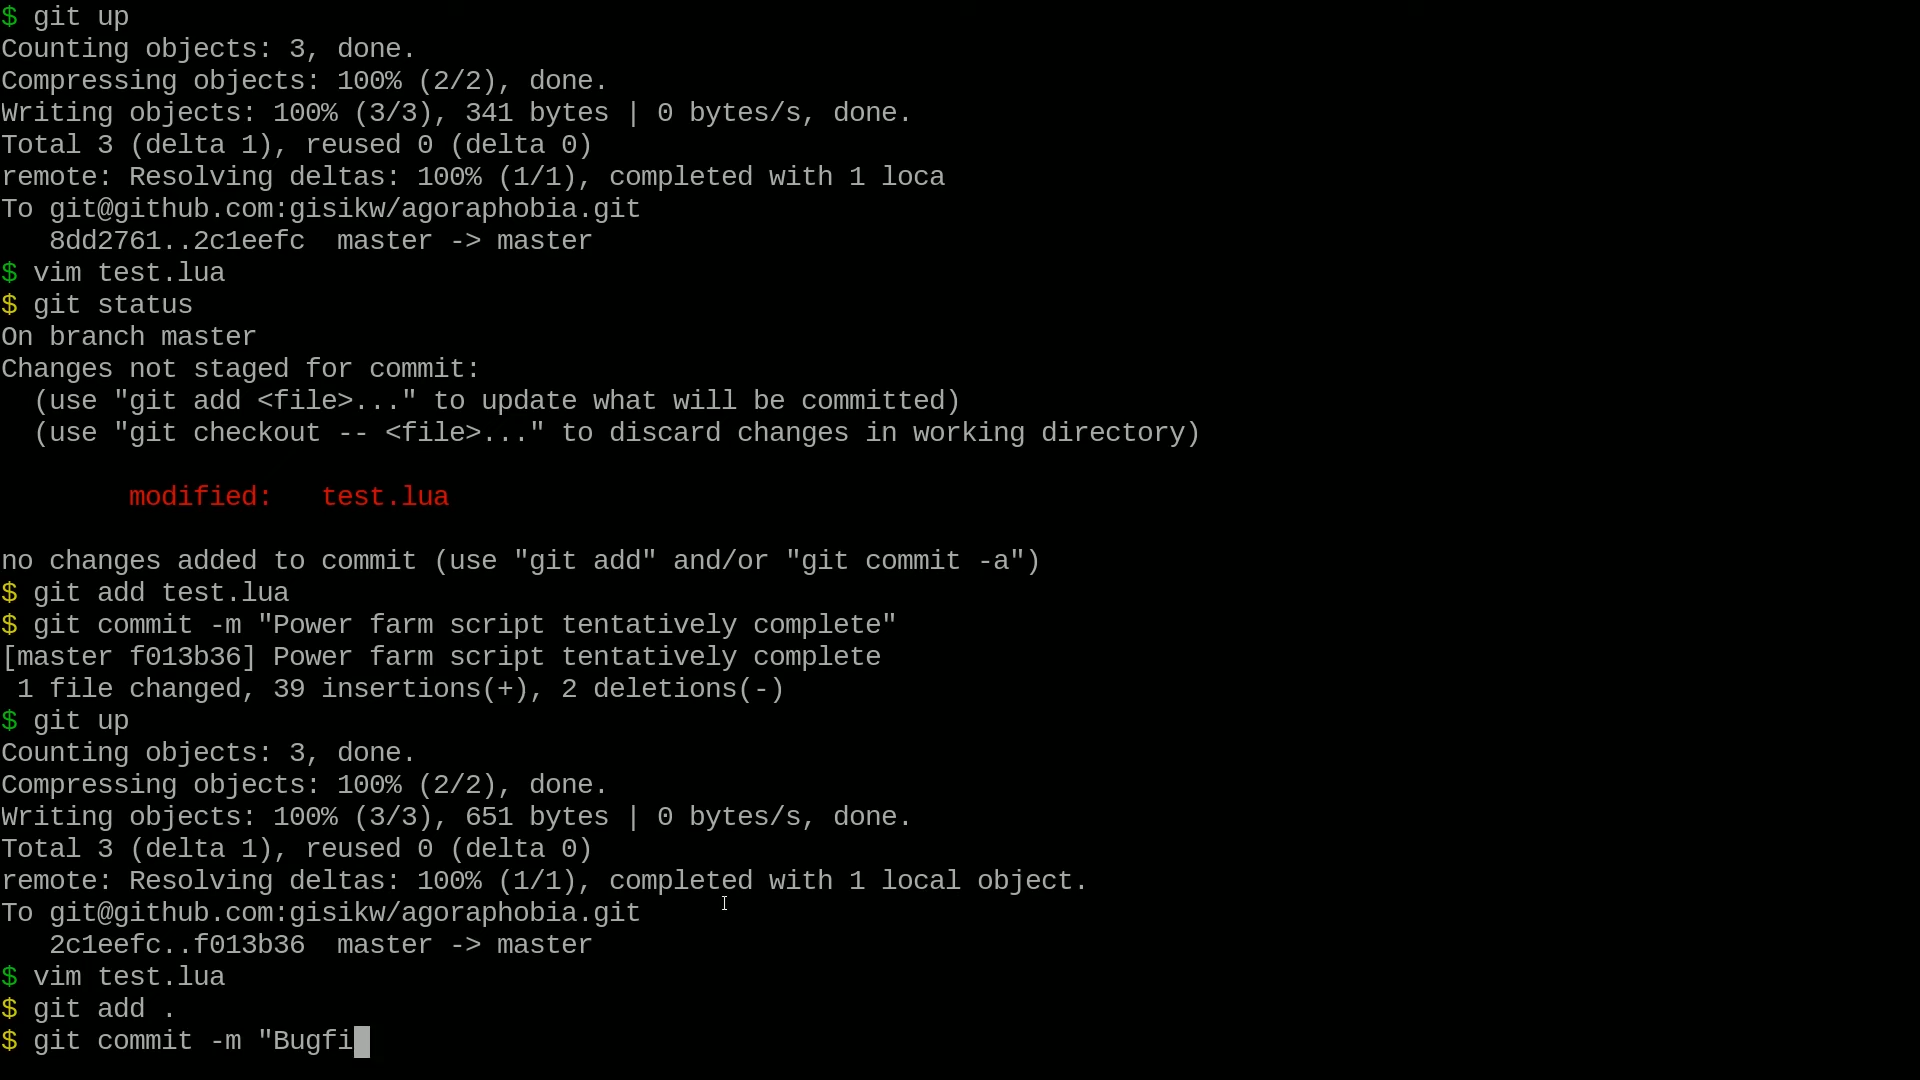 $ git up
Counting objects: 3, done.
Compressing objects: 100% (2/2), done.
Writing objects: 100% (3/3), 341 bytes | 0 bytes/s, done.
Total 3 (delta 1), reused 0 (delta 0)
remote: Resolving deltas: 100% (1/1), completed with 1 loca
To git@github.com:gisikw/agoraphobia.git
   8dd2761..2c1eefc  master -> master
$ vim test.lua
$ git status
On branch master
Changes not staged for commit:
  (use "git add <file>..." to update what will be committed)
  (use "git checkout -- <file>..." to discard changes in working directory)
        modified:   test.lua
no changes added to commit (use "git add" and/or "git commit -a")
$ git add test.lua
$ git commit -m "Power farm script tentatively complete"
[master f013b36] Power farm script tentatively complete
 1 file changed, 39 insertions(+), 2 deletions(-)
$ git up
Counting objects: 3, done.
Compressing objects: 100% (2/2), done.
Writing objects: 100% (3/3), 651 bytes | 0 bytes/s, done.
Total 3 (delta 1), reused 0 (delta 0)
remote: Resolving deltas: 100% (1/1), completed with 1 local object.
To git@github.com:gisikw/agoraphobia.git
   2c1eefc..f013b36  master -> master
$ vim test.lua
$ git add .
$ git commit -m "Bugfi